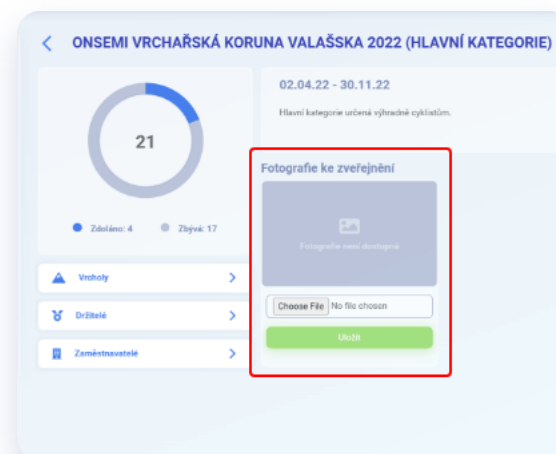 ONSEMI VRCHAŘSKÁ KORUNA VALAŠSKA 2022 (HLAVNÍ KATEGORIE)
21
Zdoláno: 4 Zbývá: 17
Vrcholy
Držitelé
Zaměstnavatelé
02.04.22 - 30.11.22
Hlavní kategorie určená výhradně cyklistům.
Fotografie ke zveřejnění
Fotografie není dostupná
Choose File No file chosen
Uložit